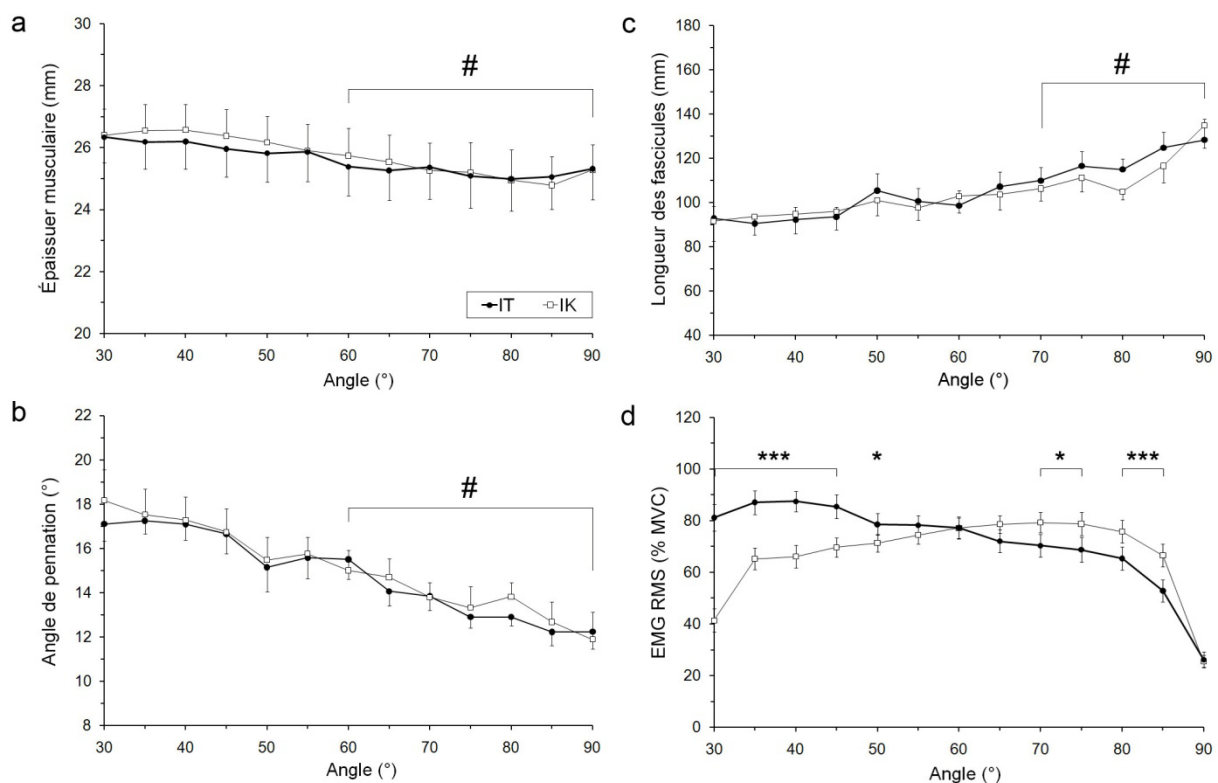 a
Épaissuer musculaire (mm)
30
28
26
24
22
20
#
IT IK
30 40 50 60 70 80 90
Angle (°)
c
Longueur des fascicules (mm)
180
160
140
120
100
80
60
40
#
30 40 50 60 70 80 90
Angle (°)
b
Angle de pennation (°)
22
20
18
16
14
12
10
8
#
30 40 50 60 70 80 90
Angle (°)
d
EMG RMS (% MVC)
120
100
80
60
40
20
0
*** * * ***
30 40 50 60 70 80 90
Angle (°)